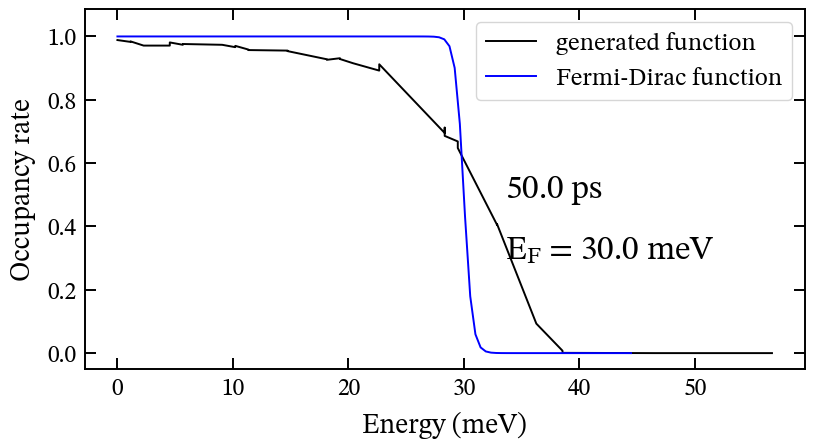 generated function
Fermi-Dirac function
1.0
0.8
0.6
0.4
0.2
0.0
Occupancy rate
50.0 ps
E_F = 30.0 meV
0 10 20 30 40 50
Energy (meV)